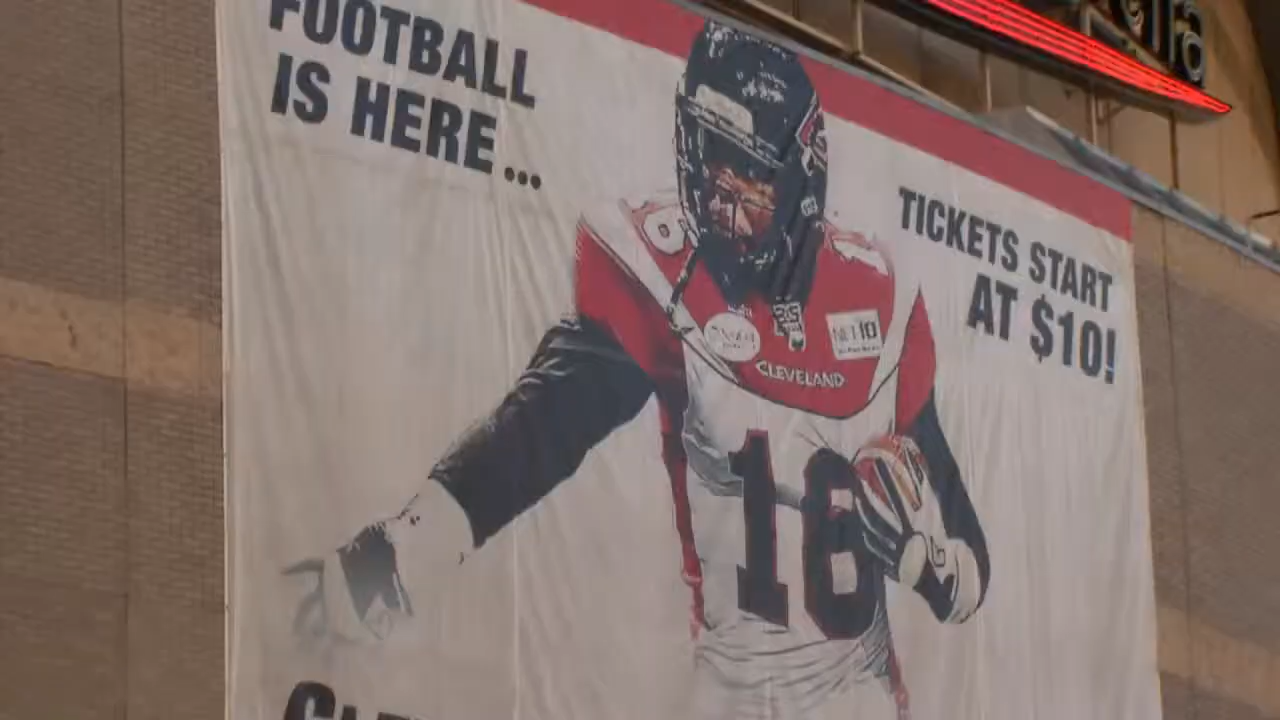 FOOTBALL
IS HERE...
TICKETS START
AT $10!
CLEVELAND
16